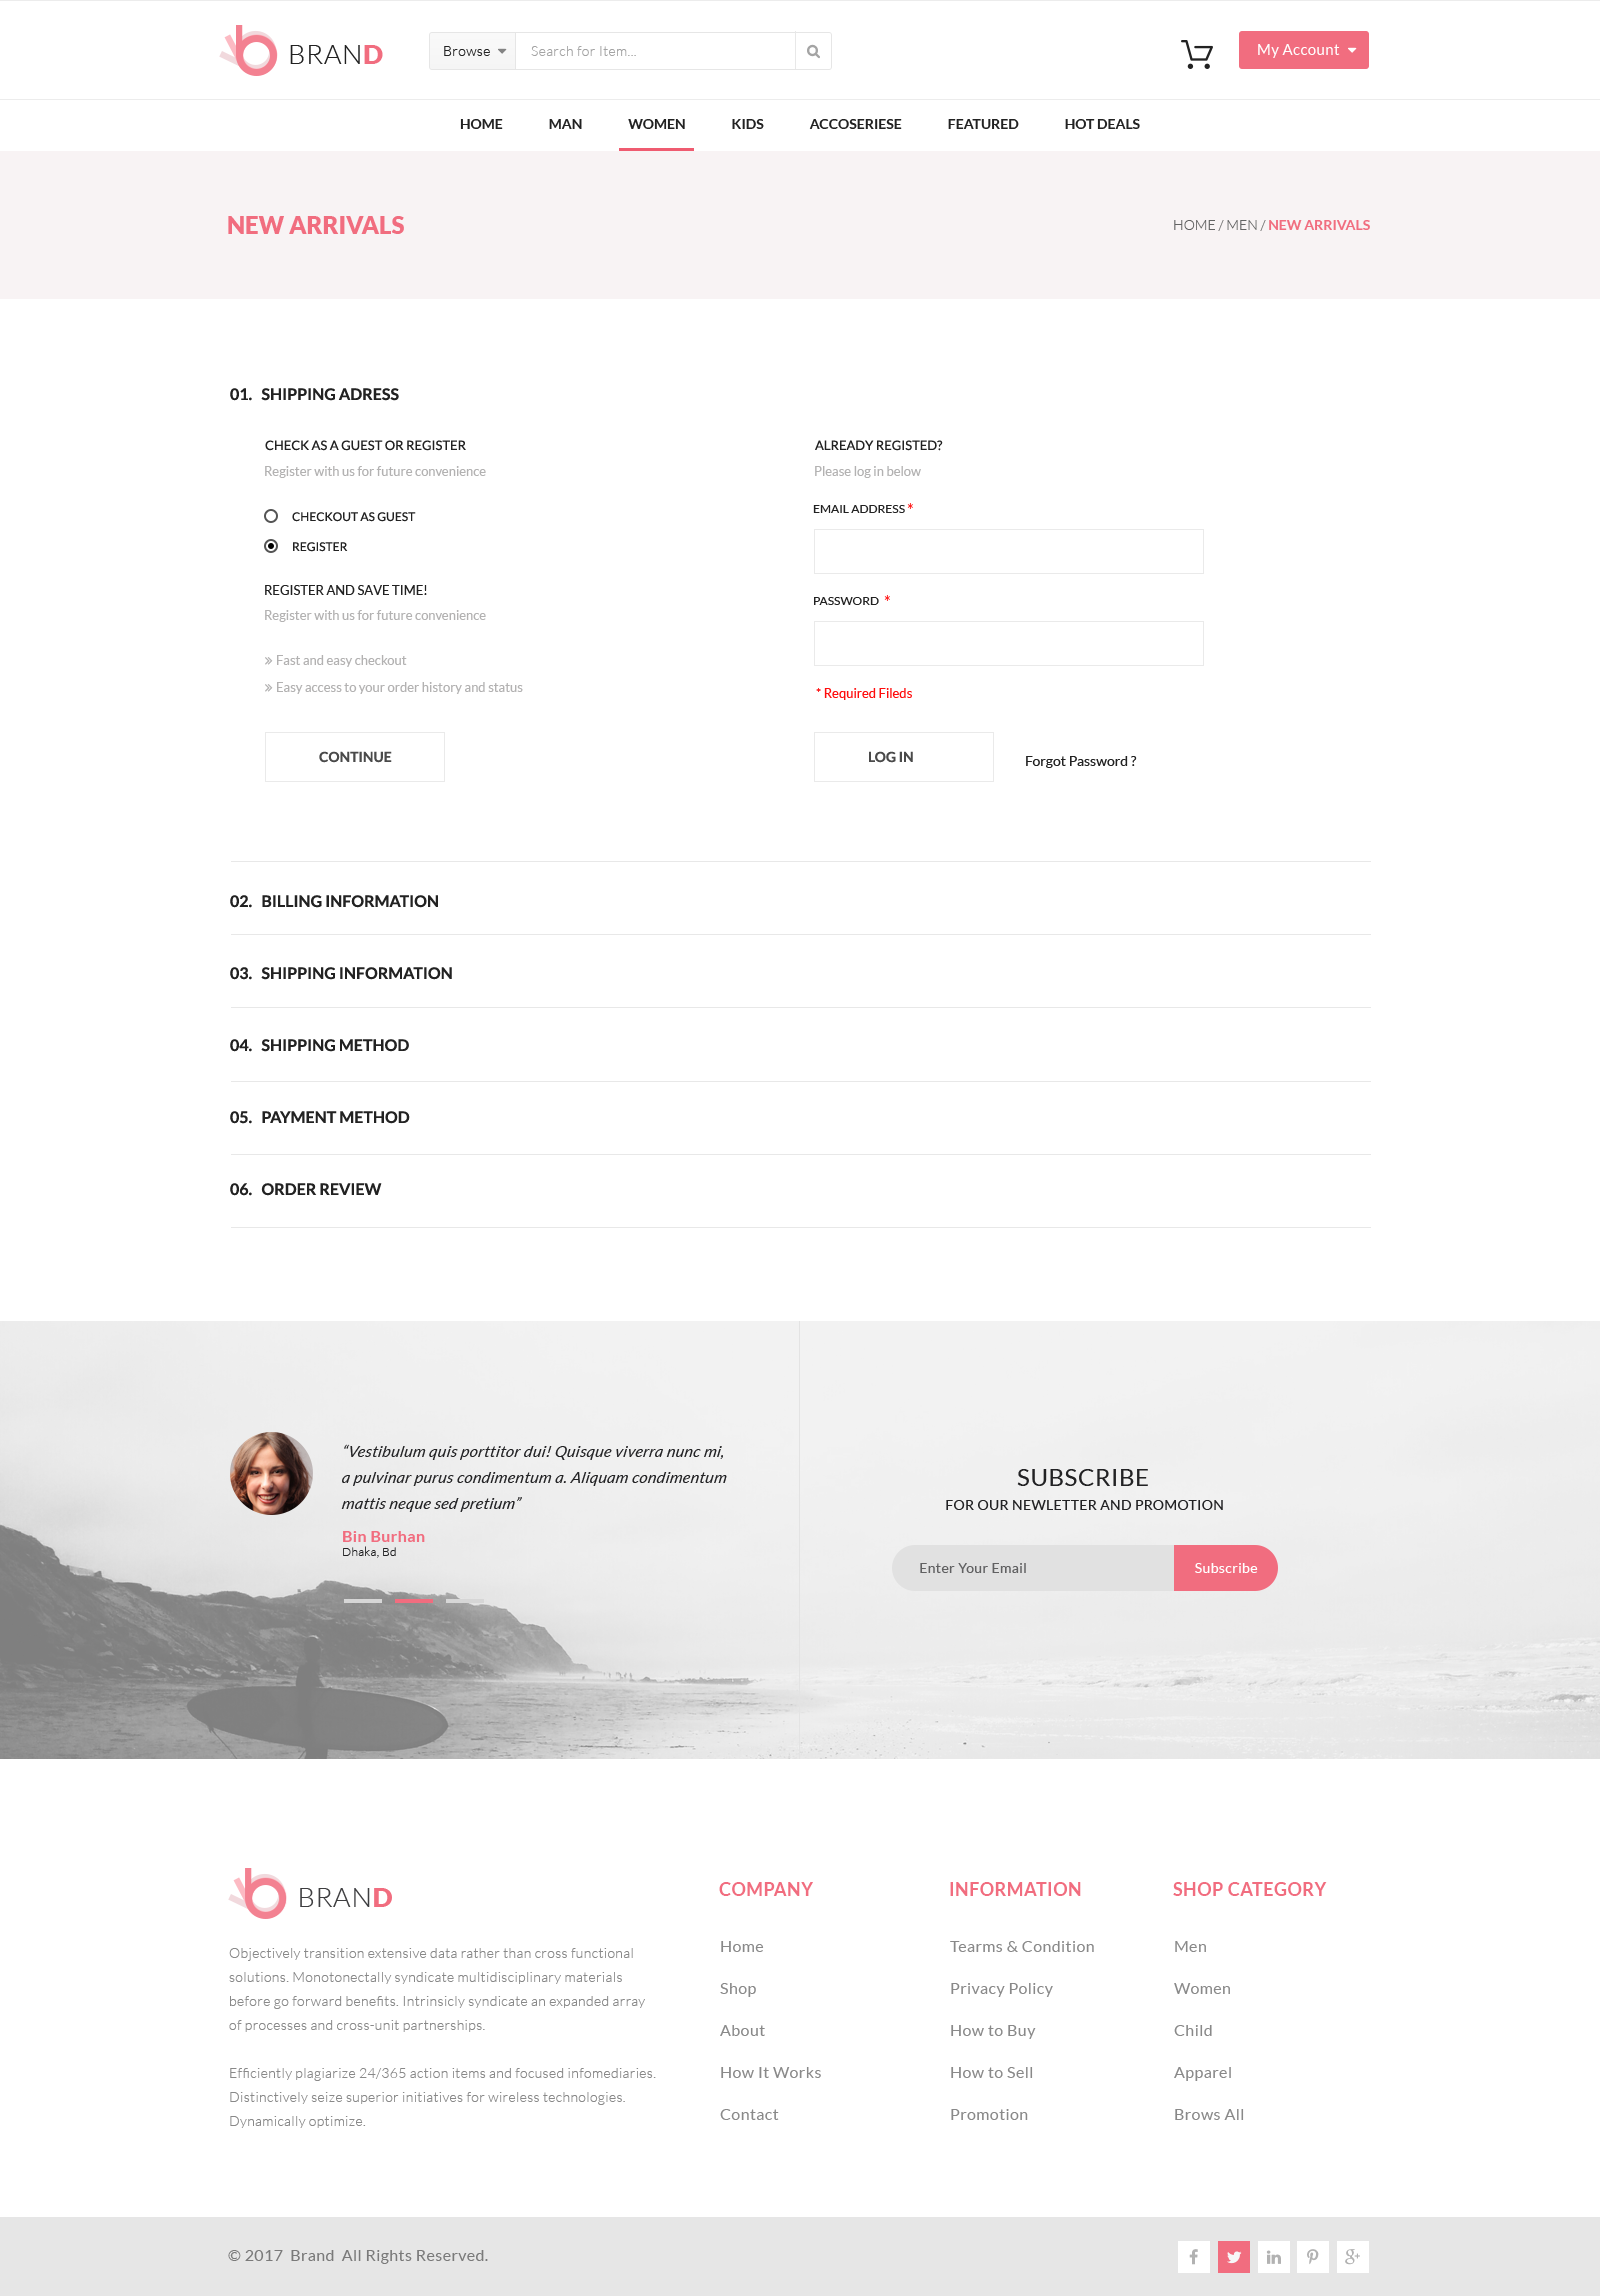 BRAND
Browse
Search for Item...
My Account
HOME MAN WOMEN KIDS ACCOSERIESE FEATURED HOT DEALS
NEW ARRIVALS
HOME / MEN / NEW ARRIVALS
01. SHIPPING ADRESS
CHECK AS A GUEST OR REGISTER
Register with us for future convenience
CHECKOUT AS GUEST
REGISTER
REGISTER AND SAVE TIME!
Register with us for future convenience
» Fast and easy checkout
» Easy access to your order history and status
CONTINUE
ALREADY REGISTED?
Please log in below
EMAIL ADDRESS *
PASSWORD *
* Required Fileds
LOG IN
Forgot Password ?
02. BILLING INFORMATION
03. SHIPPING INFORMATION
04. SHIPPING METHOD
05. PAYMENT METHOD
06. ORDER REVIEW
“Vestibulum quis porttitor dui! Quisque viverra nunc mi,
a pulvinar purus condimentum a. Aliquam condimentum
mattis neque sed pretium”
Bin Burhan
Dhaka, Bd
SUBSCRIBE
FOR OUR NEWLETTER AND PROMOTION
Enter Your Email
Subscribe
BRAND
Objectively transition extensive data rather than cross functional
solutions. Monotonectally syndicate multidisciplinary materials
before go forward benefits. Intrinsicly syndicate an expanded array
of processes and cross-unit partnerships.
Efficiently plagiarize 24/365 action items and focused infomediaries.
Distinctively seize superior initiatives for wireless technologies.
Dynamically optimize.
COMPANY
Home
Shop
About
How It Works
Contact
INFORMATION
Tearms & Condition
Privacy Policy
How to Buy
How to Sell
Promotion
SHOP CATEGORY
Men
Women
Child
Apparel
Brows All
© 2017 Brand All Rights Reserved.